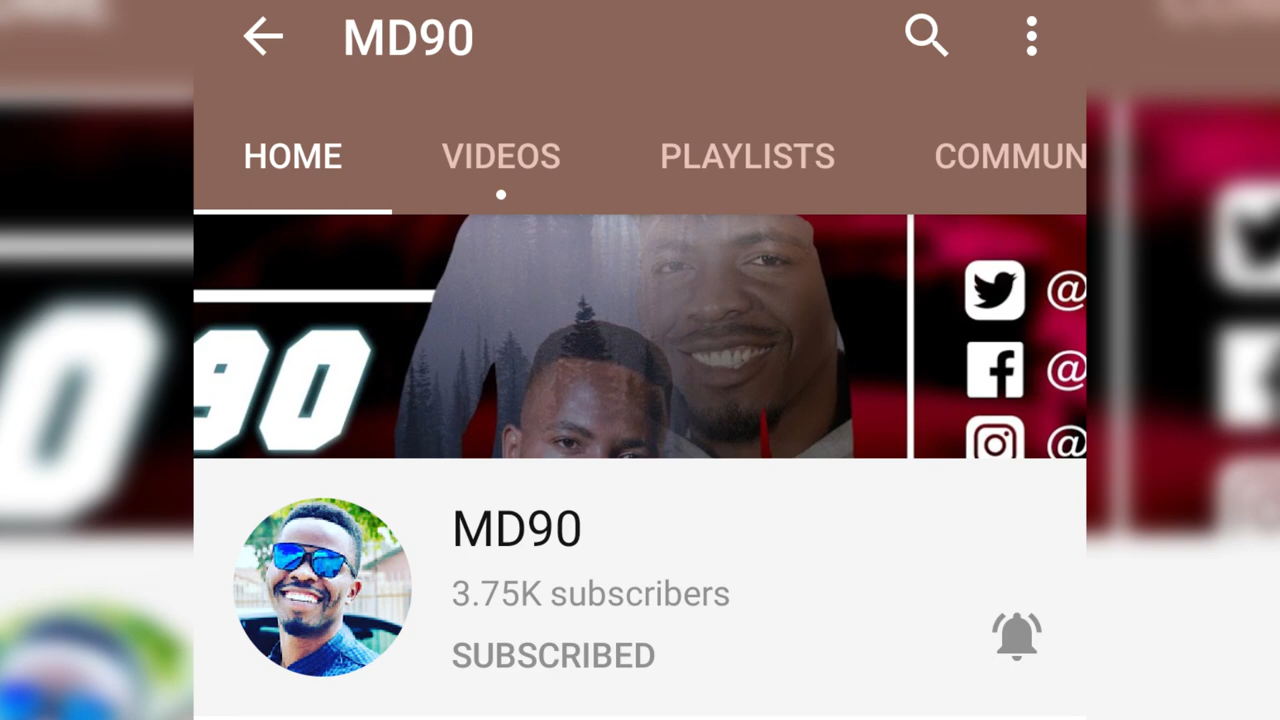 MD90
HOME VIDEOS PLAYLISTS COMMUN
90
@
@
@
MD90
3.75K subscribers
SUBSCRIBED